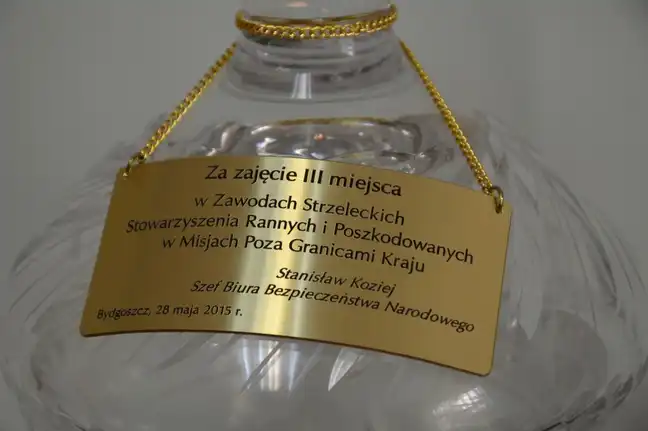 Za zajęcie III miejsca
w Zawodach Strzeleckich
Stowarzyszenia Rannych i Poszkodowanych
w Misjach Poza Granicami Kraju
Stanisław Koziej
Szef Biura Bezpieczeństwa Narodowego
Bydgoszcz, 28 maja 2015 r.